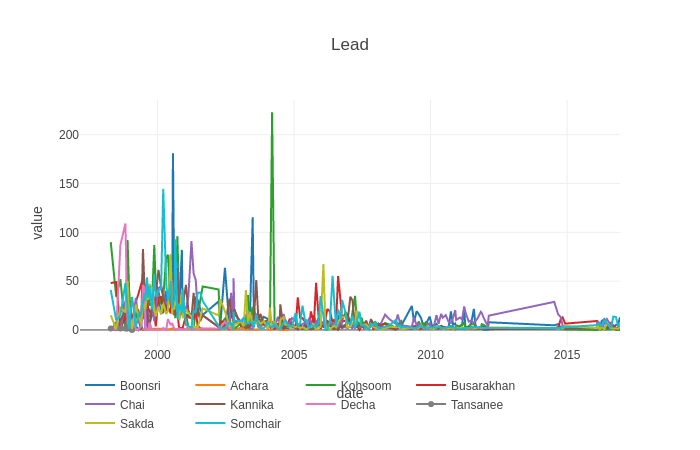 Lead
value
200
150
100
50
0
2000 2005 2010 2015
date
Boonsri Achara Kohsoom Busarakhan
Chai Kannika Decha Tansanee
Sakda Somchair